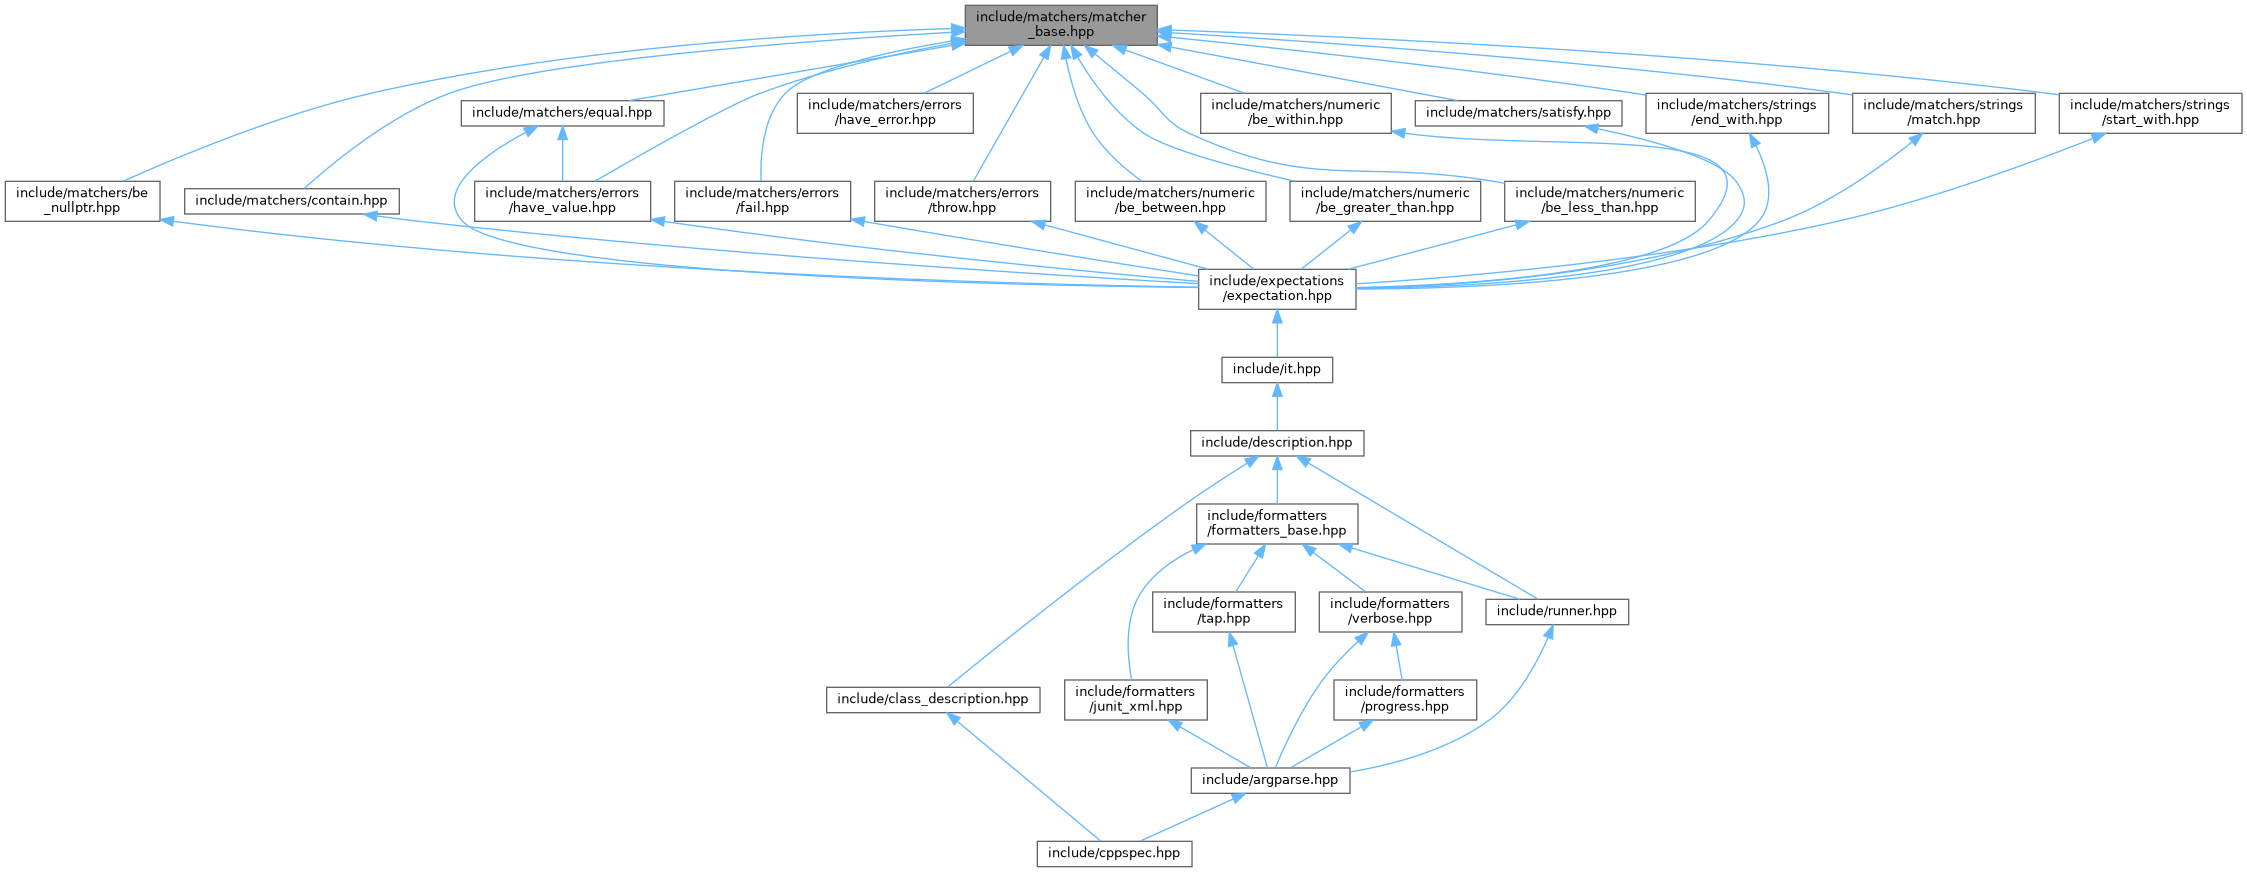 include/matchers/matcher
_base.hpp
include/matchers/equal.hpp
include/matchers/errors
/have_error.hpp
include/matchers/numeric
/be_within.hpp
include/matchers/satisfy.hpp
include/matchers/strings
/end_with.hpp
include/matchers/strings
/match.hpp
include/matchers/strings
/start_with.hpp
include/matchers/be
_nullptr.hpp
include/matchers/contain.hpp
include/matchers/errors
/have_value.hpp
include/matchers/errors
/fail.hpp
include/matchers/errors
/throw.hpp
include/matchers/numeric
/be_between.hpp
include/matchers/numeric
/be_greater_than.hpp
include/matchers/numeric
/be_less_than.hpp
include/expectations
/expectation.hpp
include/it.hpp
include/description.hpp
include/formatters
/formatters_base.hpp
include/formatters
/tap.hpp
include/formatters
/verbose.hpp
include/runner.hpp
include/class_description.hpp
include/formatters
/junit_xml.hpp
include/formatters
/progress.hpp
include/argparse.hpp
include/cppspec.hpp